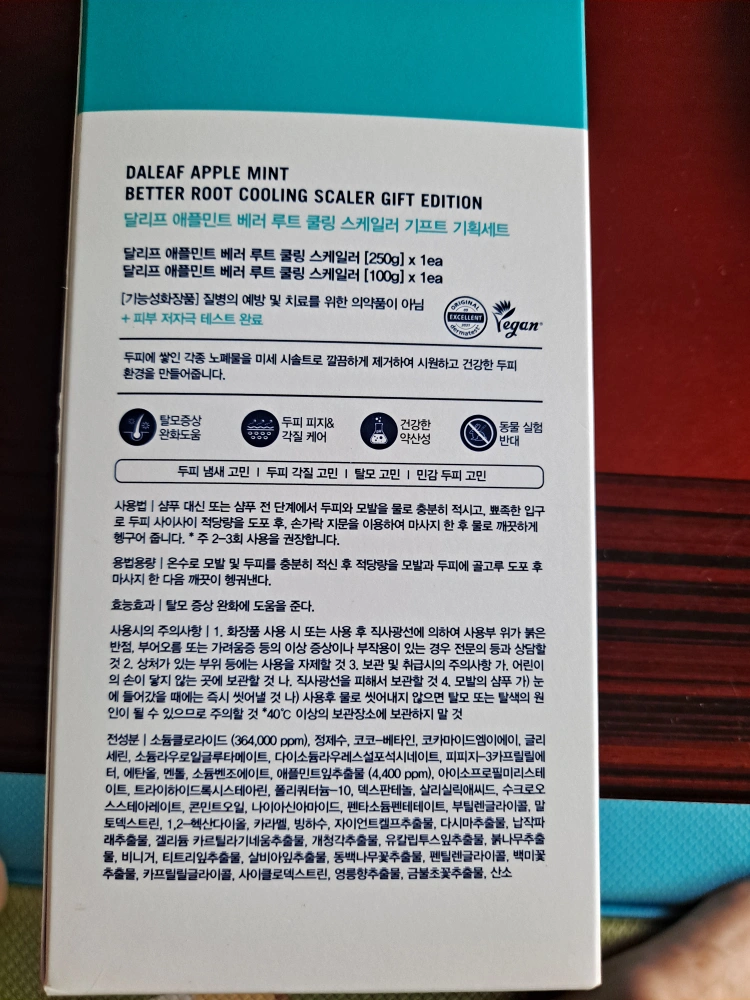 DALEAF APPLE MINT
BETTER ROOT COOLING SCALER GIFT EDITION
달리프 애플민트 베러 루트 쿨링 스케일러 기프트 기획세트
달리프 애플민트 베러 루트 쿨링 스케일러 [250g] x 1ea
달리프 애플민트 베러 루트 쿨링 스케일러 [100g] x 1ea
[기능성화장품] 질병의 예방 및 치료를 위한 의약품이 아님
+ 피부 저자극 테스트 완료
ORIGINAL
EXCELLENT
dermatest
Vegan
두피에 쌓인 각종 노폐물을 미세 시솔트로 깔끔하게 제거하여 시원하고 건강한 두피
환경을 만들어줍니다.
탈모증상
완화도움
두피 피지&
각질 케어
건강한
약산성
동물 실험
반대
두피 냄새 고민 I 두피 각질 고민 I 탈모 고민 I 민감 두피 고민
사용법 | 샴푸 대신 또는 샴푸 전 단계에서 두피와 모발을 물로 충분히 적시고, 뾰족한 입구
로 두피 사이사이 적당량을 도포 후, 손가락 지문을 이용하여 마사지 한 후 물로 깨끗하게
헹구어 줍니다. * 주 2-3회 사용을 권장합니다.
용법용량 | 온수로 모발 및 두피를 충분히 적신 후 적당량을 모발과 두피에 골고루 도포 후
마사지 한 다음 깨끗이 헹궈낸다.
효능효과 | 탈모 증상 완화에 도움을 준다.
사용시의 주의사항 | 1. 화장품 사용 시 또는 사용 후 직사광선에 의하여 사용부 위가 붉은
반점, 부어오름 또는 가려움증 등의 이상 증상이나 부작용이 있는 경우 전문의 등과 상담할
것 2. 상처가 있는 부위 등에는 사용을 자제할 것 3. 보관 및 취급시의 주의사항 가. 어린이
의 손이 닿지 않는 곳에 보관할 것 나. 직사광선을 피해서 보관할 것 4. 모발의 샴푸 가) 눈
에 들어갔을 때에는 즉시 씻어낼 것 나) 사용후 물로 씻어내지 않으면 탈모 또는 탈색의 원
인이 될 수 있으므로 주의할 것 *40℃ 이상의 보관장소에 보관하지 말 것
전성분 | 소듐클로라이드 (364,000 ppm), 정제수, 코코-베타인, 코카마이드엠이에이, 글리
세린, 소듐라우로일글루타메이트, 다이소듐라우레스설포석시네이트, 피피지-3카프릴릴에
터, 에탄올, 멘톨, 소듐벤조에이트, 애플민트잎추출물 (4,400 ppm), 아이소프로필미리스테
이트, 트라이하이드록시스테아린, 폴리쿼터늄-10, 덱스판테놀, 살리실릭애씨드, 수크로오
스스테아레이트, 콘민트오일, 나이아신아마이드, 펜타소듐펜테테이트, 부틸렌글라이콜, 말
토덱스트린, 1,2-헥산다이올, 카라멜, 빙하수, 자이언트켈프추출물, 다시마추출물, 납작파
래추출물, 겔리듐 카르틸라기네움추출물, 개청각추출물, 유칼립투스잎추출물, 붉나무추출
물, 비니거, 티트리잎추출물, 살비아잎추출물, 동백나무꽃추출물, 펜틸렌글라이콜, 백미꽃
추출물, 카프릴릴글라이콜, 사이클로덱스트린, 영릉향추출물, 금불초꽃추출물, 산소